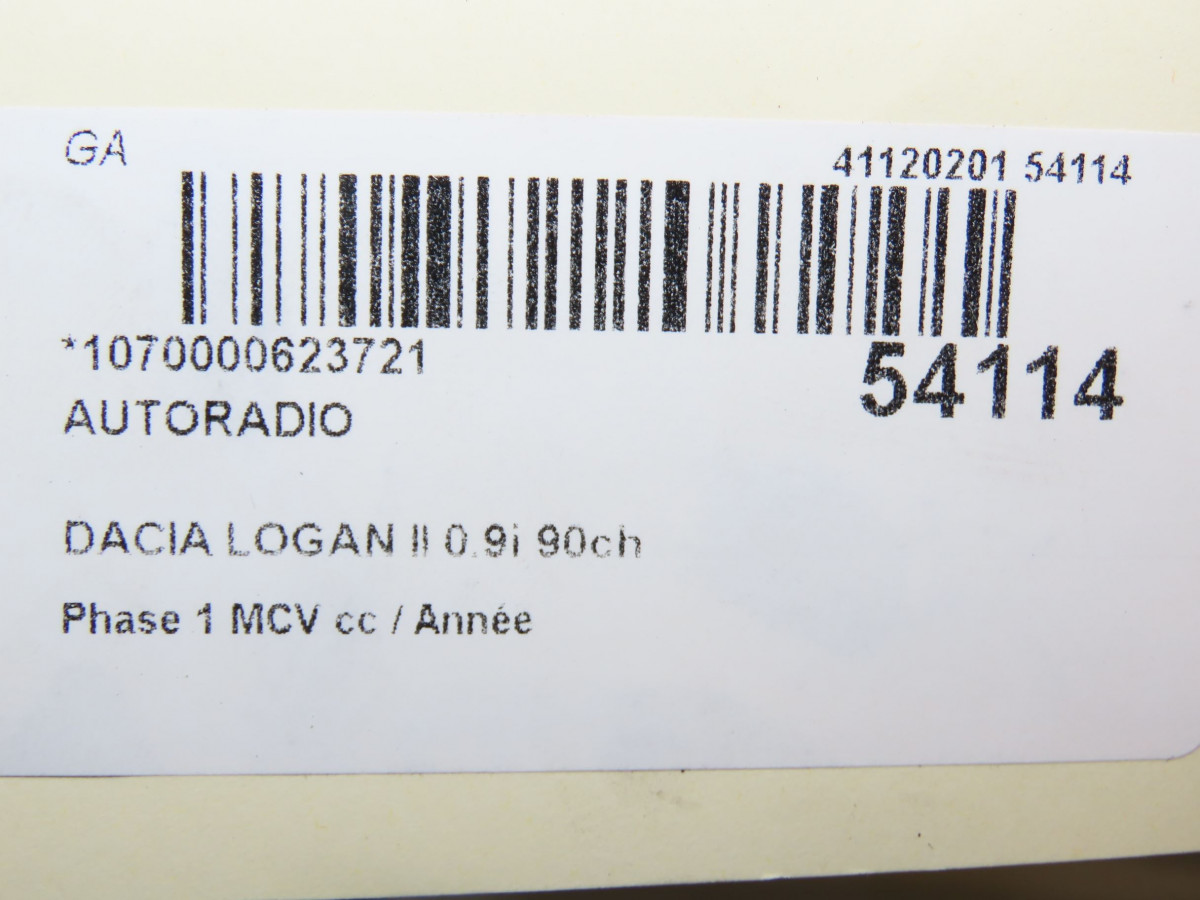 GA
41120201 54114
*1070000623721
54114
AUTORADIO
DACIA LOGAN II 0.9i 90ch
Phase 1 MCV cc / Année